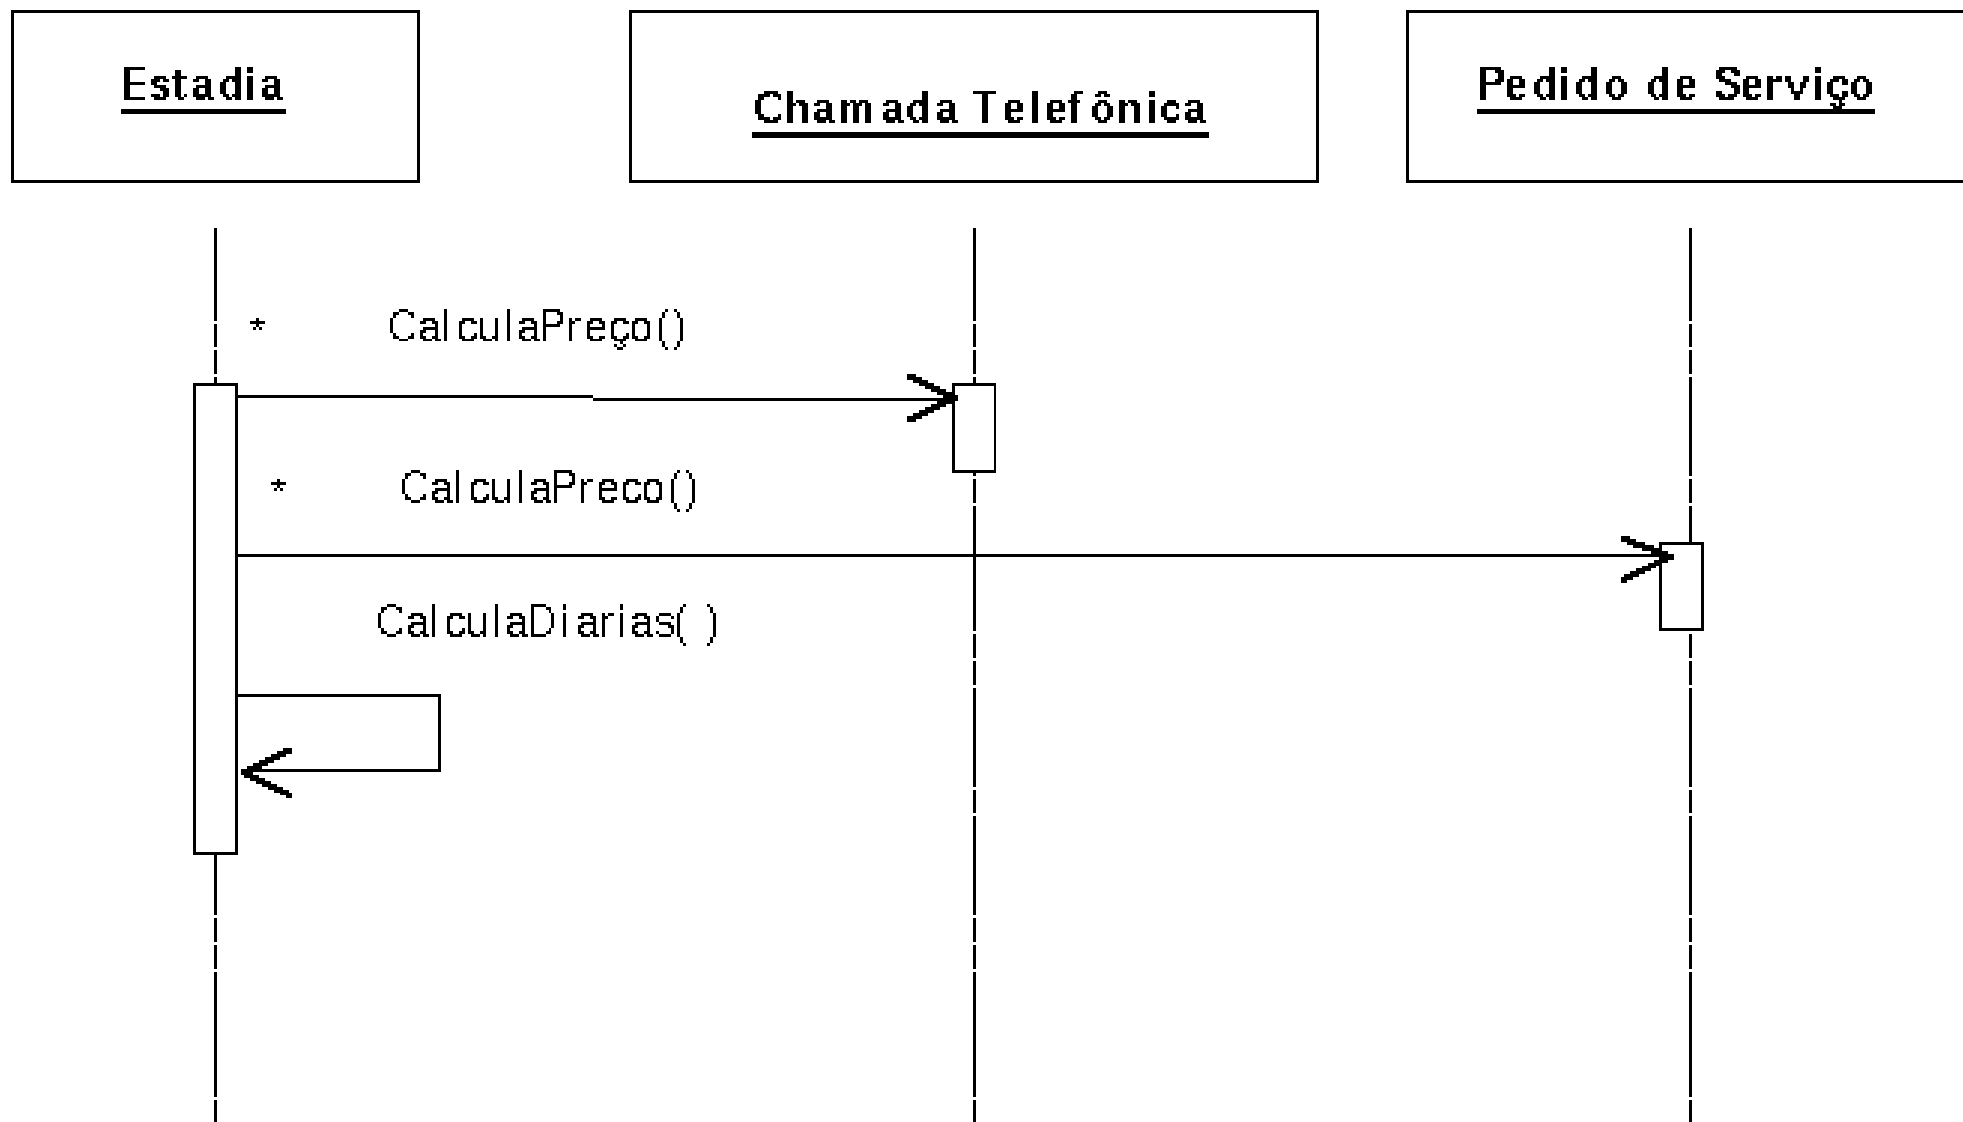 Estadia
Chamada Telefônica
Pedido de Serviço
* CalculaPreço()
* CalculaPreco()
CalculaDiarias( )